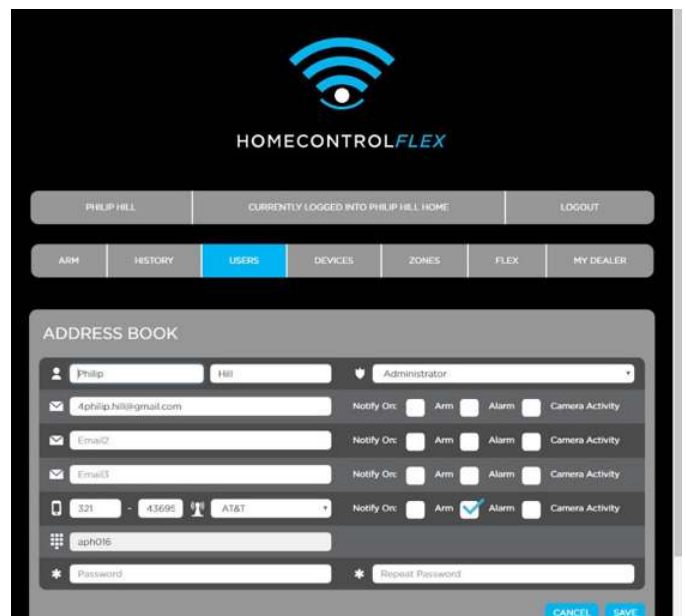 HOMECONTROLFLEX
PHILIP HILL CURRENTLY LOGGED INTO PHILIP HILL HOME LOGOUT
ARM HISTORY USERS DEVICES ZONES FLEX MY DEALER
ADDRESS BOOK
Philip Hill Administrator
4philip.hill@gmail.com Notify On: Arm Alarm Camera Activity
Email2 Notify On: Arm Alarm Camera Activity
Email3 Notify On: Arm Alarm Camera Activity
321 - 43695 AT&T Notify On: Arm Alarm Camera Activity
aph016
* Password * Repeat Password
CANCEL SAVE